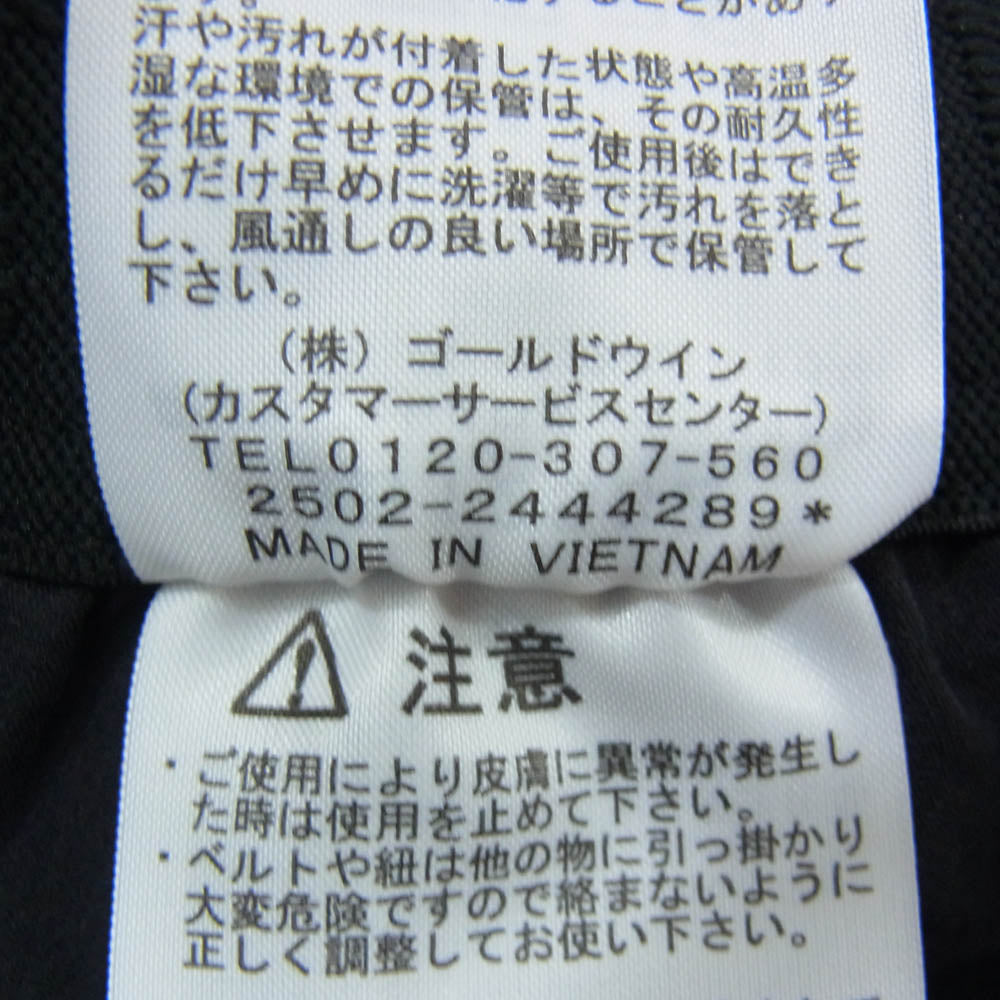 す。
汗や汚れが付着した状態や高温多
湿な環境での保管は、その耐久性
を低下させます。ご使用後はでき
るだけ早めに洗濯等で汚れを落と
し、風通しの良い場所で保管して
下さい。
(株) ゴールドウイン
(カスタマーサービスセンター)
TEL0120-307-560
2502-2444289*
MADE IN VIETNAM
注意
・ご使用により皮膚に異常が発生し
た時は使用を止めて下さい。
・ベルトや紐は他の物に引っ掛かり
大変危険ですので絡まないように
正しく調整してお使い下さい。